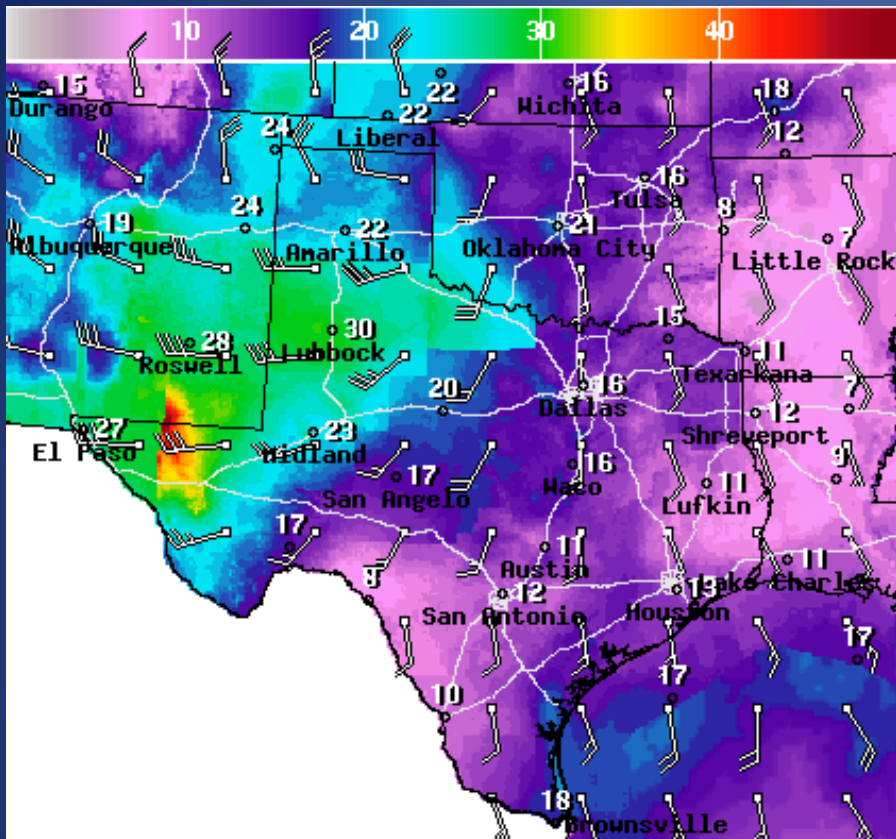 10 20 30 40
15 16 18
Durango Wichita
22
24 22 12
Liberal
16
Tulsa
19 24 22 21 8 7
Albuquerque Amarillo Oklahoma City Little Rock
28 30 15 11
Roswell Lubbock Texarkana
20 16 12 7
Dallas Shreveport
27 23
El Paso Midland
17 16 11 9
San Angelo Waco Lufkin
17 11 11
Austin
8 12 13 Lake Charles
San Antonio Houston
17
17
10
18
Brownsville